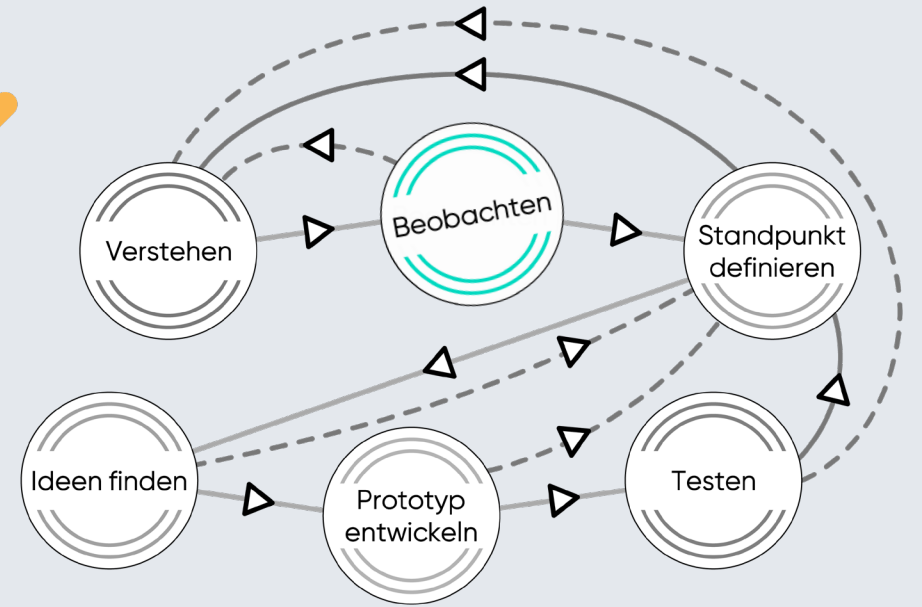 Verstehen
Beobachten
Standpunkt
definieren
Ideen finden
Prototyp
entwickeln
Testen